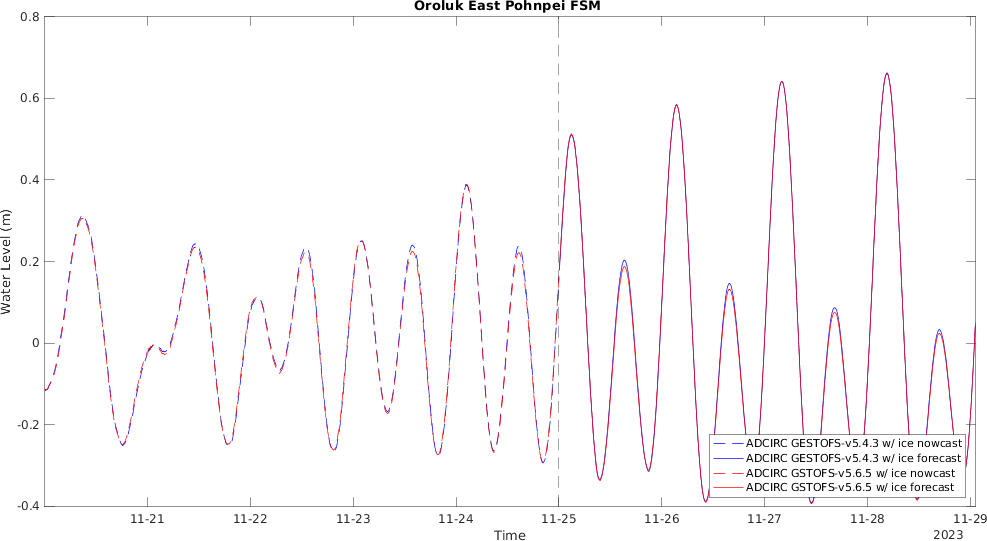 Oroluk East Pohnpei FSM
0.8
0.6
0.4
0.2
0
-0.2
-0.4
Water Level (m)
ADCIRC GESTOFS-v5.4.3 w/ ice nowcast
ADCIRC GESTOFS-v5.4.3 w/ ice forecast
ADCIRC GSTOFS-v5.6.5 w/ ice nowcast
ADCIRC GSTOFS-v5.6.5 w/ ice forecast
11-21 11-22 11-23 11-24 11-25 11-26 11-27 11-28 11-29
Time
2023